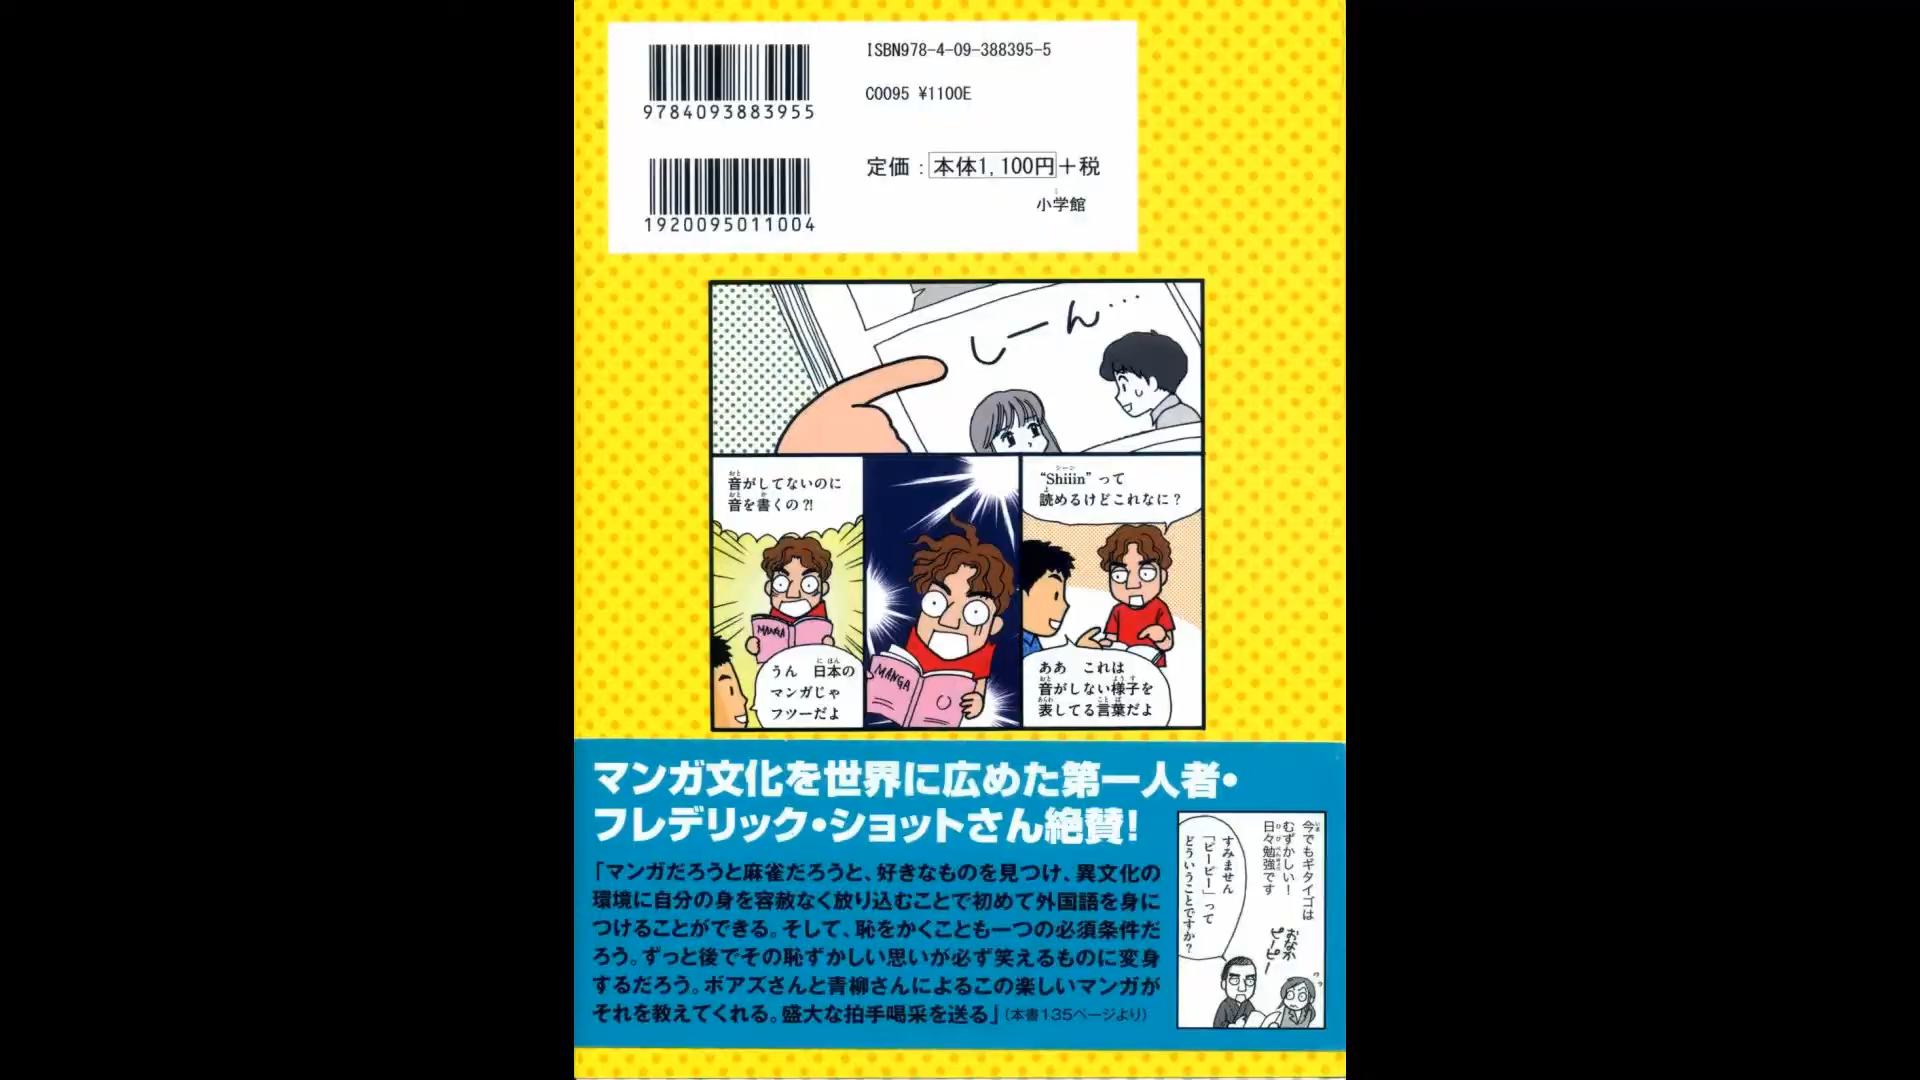 ISBN978-4-09-388395-5
C0095 ¥1100E
9784093883955
定価：本体1,100円＋税
小学館
1920095011004
しーん…
“Shiiin”って
読めるけどこれなに？
ああ　これは
音がしない様子を
表してる言葉だよ
MANGA
音がしてないのに
音を書くの?!
MANGA
うん　日本の
マンガじゃ
フツーだよ
マンガ文化を世界に広めた第一人者・
フレデリック・ショットさん絶賛!
「マンガだろうと麻雀だろうと、好きなものを見つけ、異文化の
環境に自分の身を容赦なく放り込むことで初めて外国語を身に
つけることができる。そして、恥をかくことも一つの必須条件だ
ろう。ずっと後でその恥ずかしい思いが必ず笑えるものに変身
するだろう。ボアズさんと青柳さんによるこの楽しいマンガが
それを教えてくれる。盛大な拍手喝采を送る」（本書135ページより）
今でもギタイゴは
むずかしい！
日々勉強です
おなか
ピーピー
すみません
「ピーピー」って
どういうことですか？